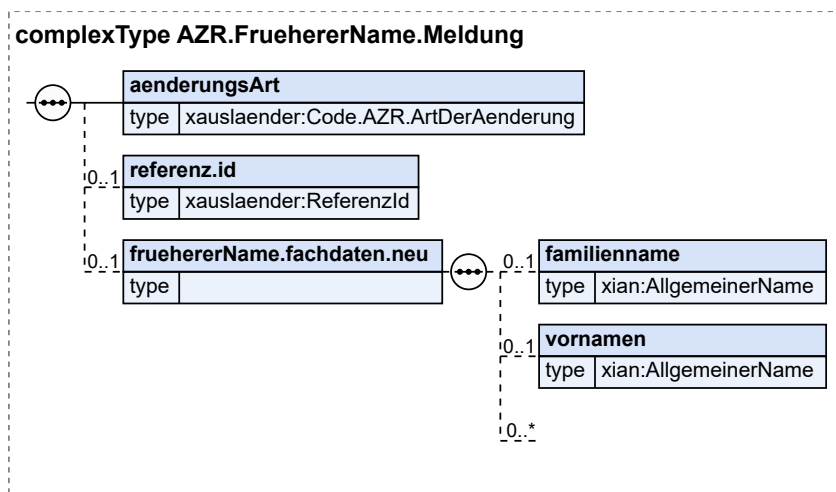 complexType AZR.FruehererName.Meldung
aenderungsArt
type xauslaender:Code.AZR.ArtDerAenderung
0..1 referenz.id
type xauslaender:ReferenzId
0..1 fruehererName.fachdaten.neu
type
0..1 familienname
type xian:AllgemeinerName
0..1 vornamen
type xian:AllgemeinerName
0..*